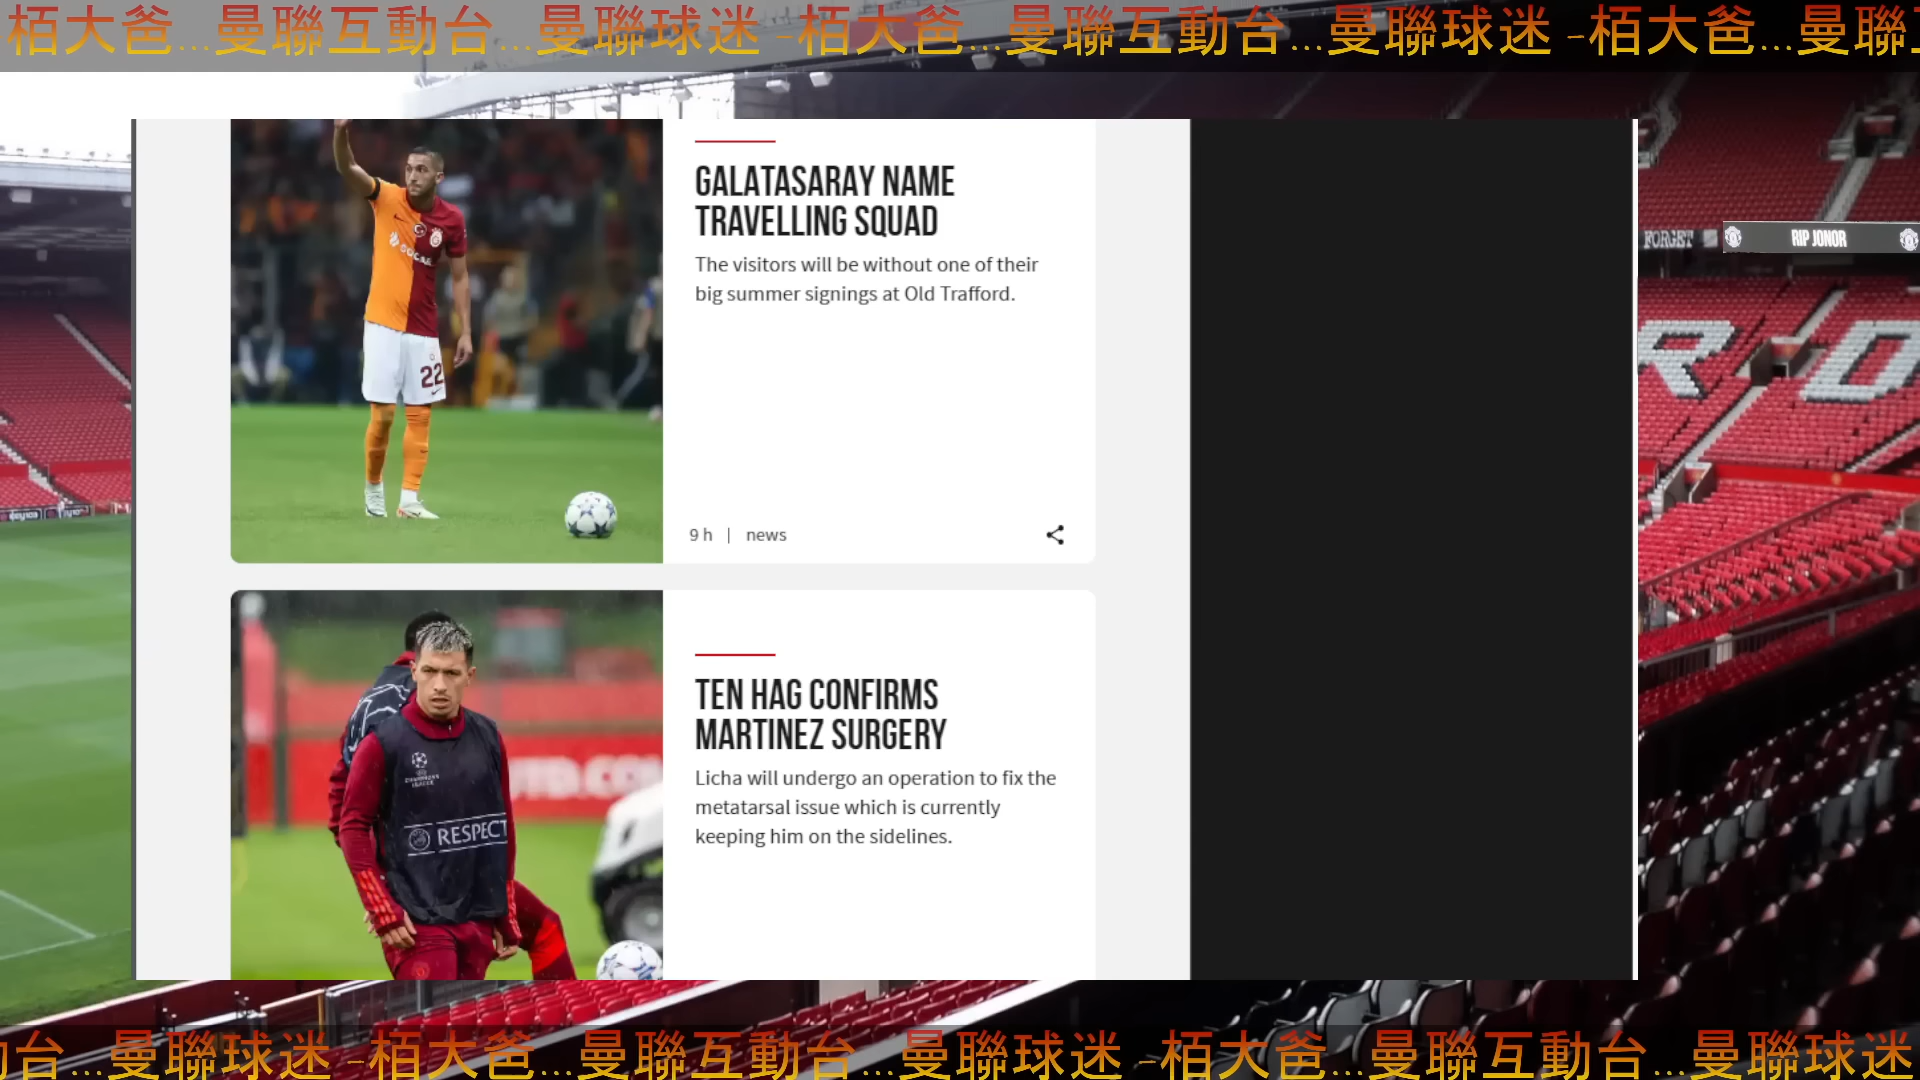 栢大爸...曼聯互動台...曼聯球迷 -栢大爸...曼聯互動台...曼聯球迷 -栢大爸...曼聯
GALATASARAY NAME
TRAVELLING SQUAD
The visitors will be without one of their
big summer signings at Old Trafford.
22
9 h | news
FORGET
RIP JONOR
R D
TEN HAG CONFIRMS
MARTINEZ SURGERY
Licha will undergo an operation to fix the
metatarsal issue which is currently
keeping him on the sidelines.
CHAMPIONS
LEAGUE
RESPECT
台...曼聯球迷 -栢大爸...曼聯互動台...曼聯球迷 -栢大爸...曼聯互動台...曼聯球迷